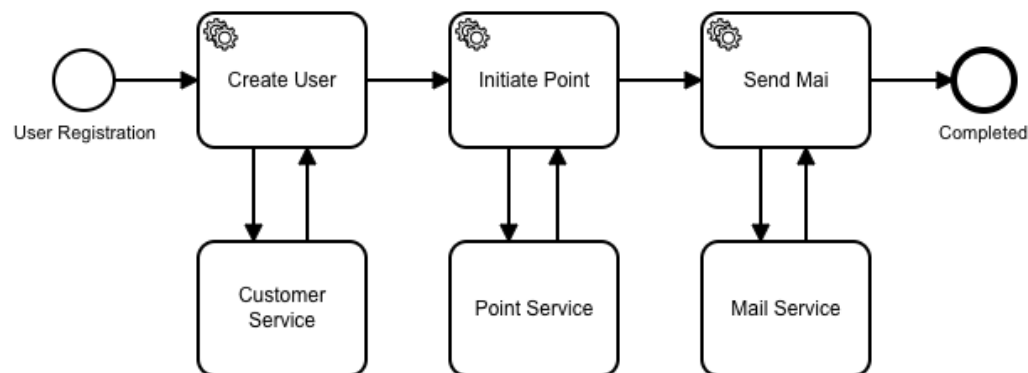 Create User
Initiate Point
Send Mai
User Registration
Completed
Customer
Service
Point Service
Mail Service